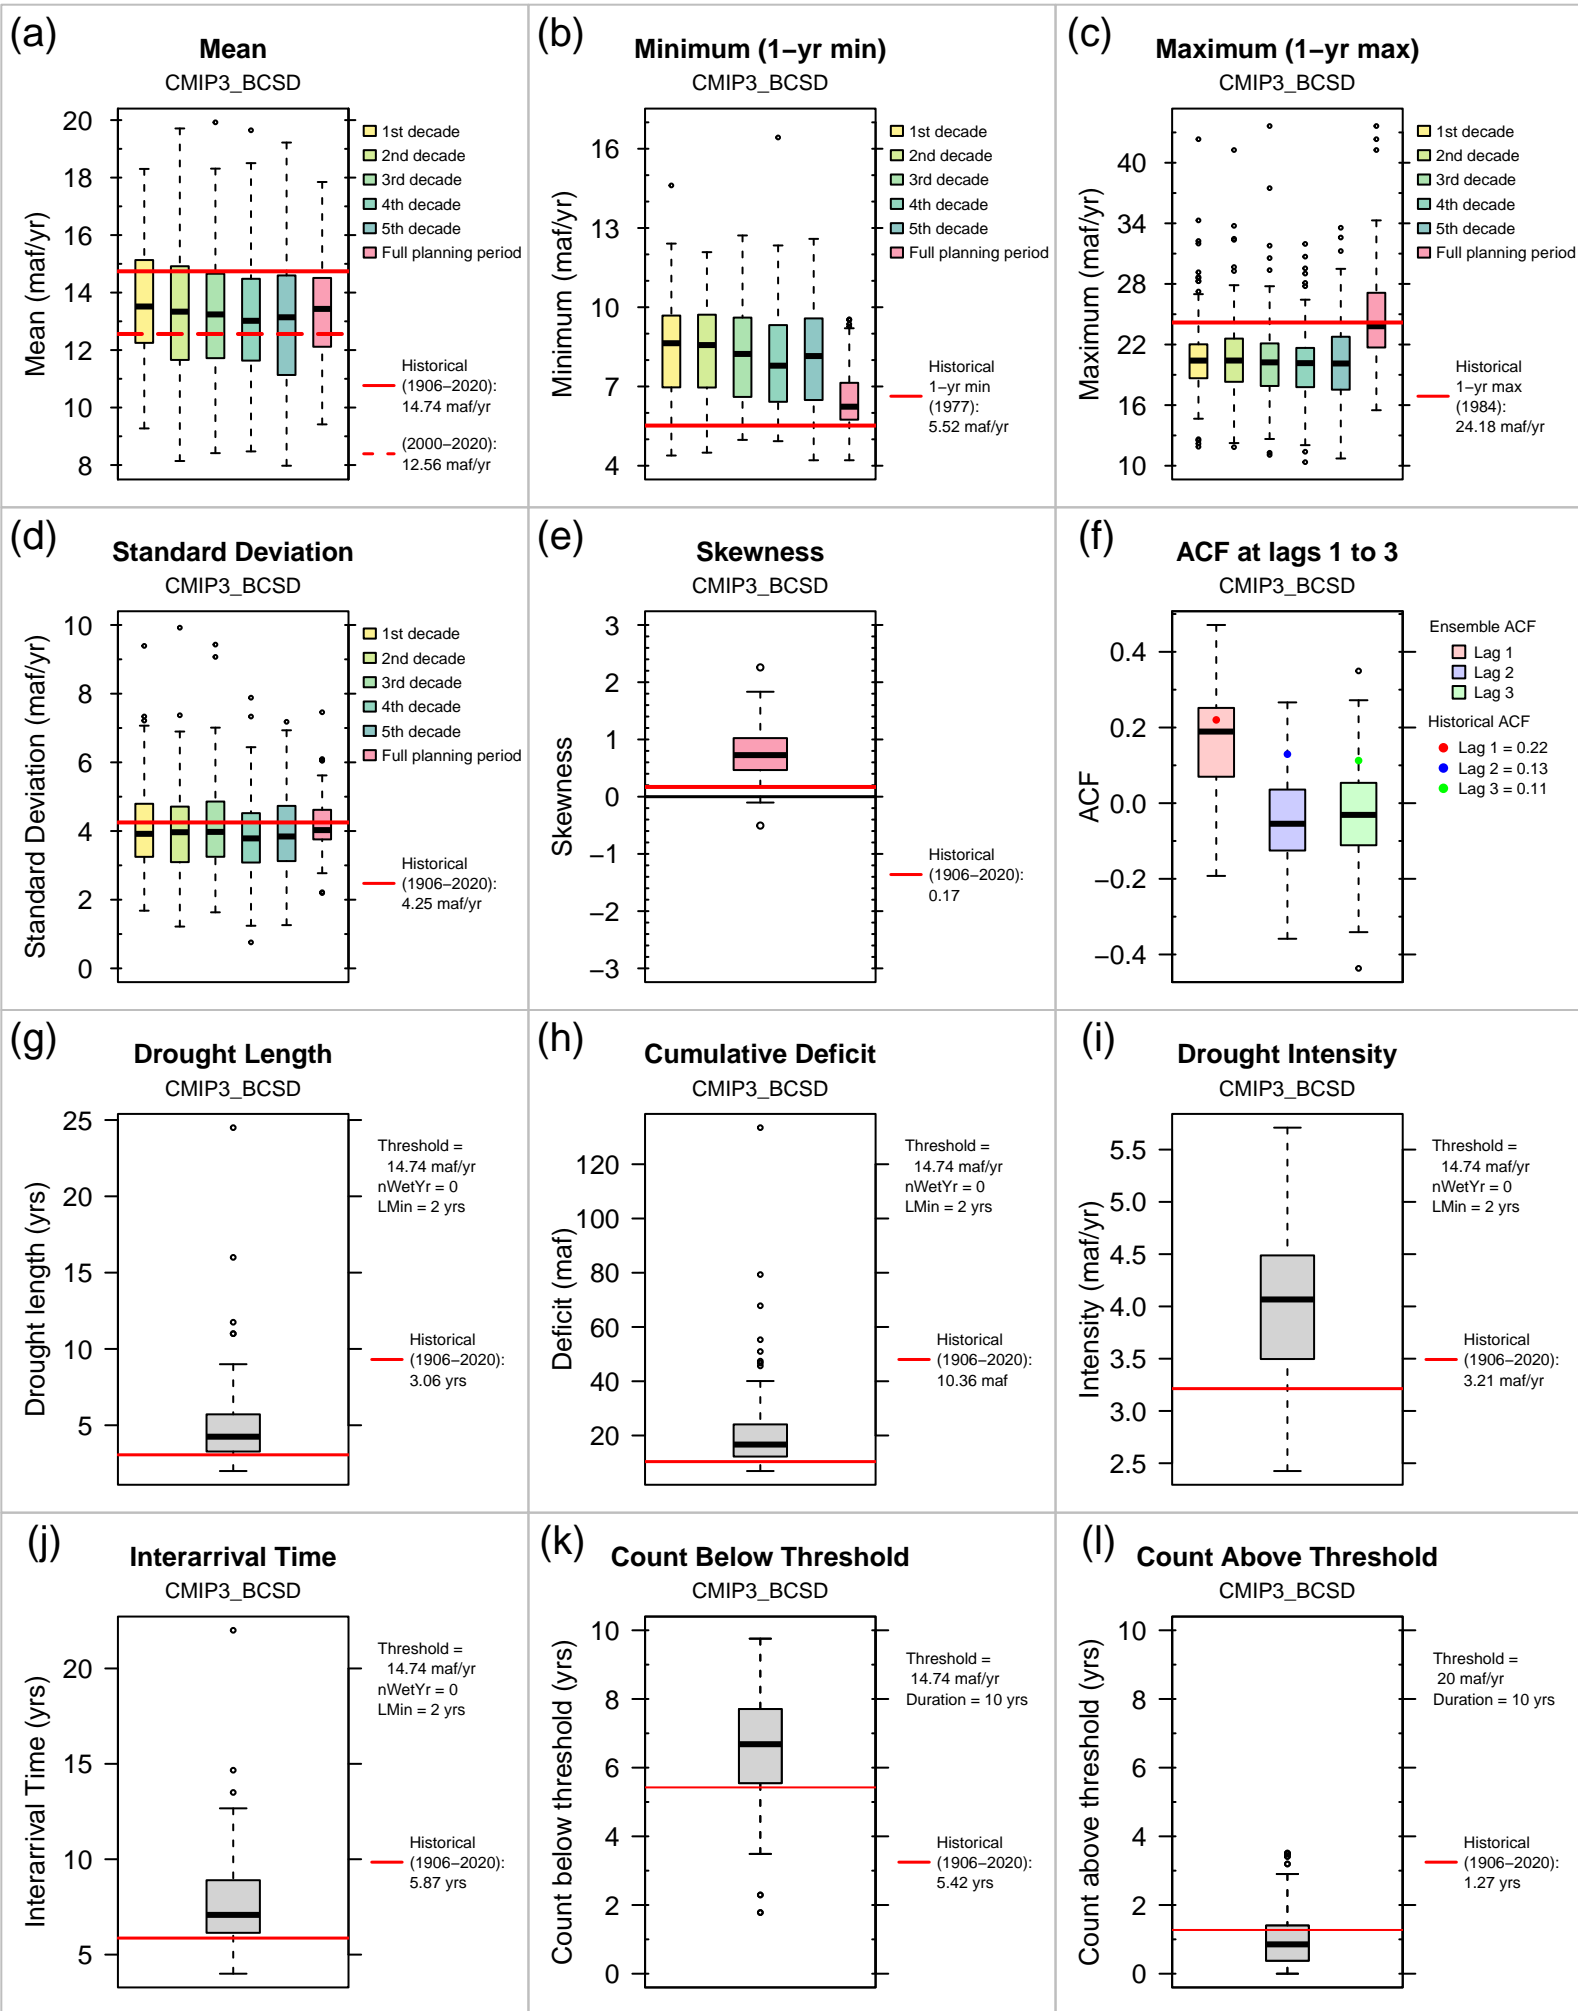 (a)
Mean
CMIP3_BCSD
Mean (maf/yr)
20
18
16
14
12
10
8
1st decade
2nd decade
3rd decade
4th decade
5th decade
Full planning period
Historical
(1906−2020):
14.74 maf/yr
(2000−2020):
12.56 maf/yr
(b)
Minimum (1−yr min)
CMIP3_BCSD
Minimum (maf/yr)
16
13
10
7
4
1st decade
2nd decade
3rd decade
4th decade
5th decade
Full planning period
Historical
1−yr min
(1977):
5.52 maf/yr
(c)
Maximum (1−yr max)
CMIP3_BCSD
Maximum (maf/yr)
40
34
28
22
16
10
1st decade
2nd decade
3rd decade
4th decade
5th decade
Full planning period
Historical
1−yr max
(1984):
24.18 maf/yr
(d)
Standard Deviation
CMIP3_BCSD
Standard Deviation (maf/yr)
10
8
6
4
2
0
1st decade
2nd decade
3rd decade
4th decade
5th decade
Full planning period
Historical
(1906−2020):
4.25 maf/yr
(e)
Skewness
CMIP3_BCSD
Skewness
3
2
1
0
−1
−2
−3
Historical
(1906−2020):
0.17
(f)
ACF at lags 1 to 3
CMIP3_BCSD
ACF
0.4
0.2
0.0
−0.2
−0.4
Ensemble ACF
Lag 1
Lag 2
Lag 3
Historical ACF
Lag 1 = 0.22
Lag 2 = 0.13
Lag 3 = 0.11
(g)
Drought Length
CMIP3_BCSD
Drought length (yrs)
25
20
15
10
5
Threshold =
14.74 maf/yr
nWetYr = 0
LMin = 2 yrs
Historical
(1906−2020):
3.06 yrs
(h)
Cumulative Deficit
CMIP3_BCSD
Deficit (maf)
120
100
80
60
40
20
Threshold =
14.74 maf/yr
nWetYr = 0
LMin = 2 yrs
Historical
(1906−2020):
10.36 maf
(i)
Drought Intensity
CMIP3_BCSD
Intensity (maf/yr)
5.5
5.0
4.5
4.0
3.5
3.0
2.5
Threshold =
14.74 maf/yr
nWetYr = 0
LMin = 2 yrs
Historical
(1906−2020):
3.21 maf/yr
(j)
Interarrival Time
CMIP3_BCSD
Interarrival Time (yrs)
20
15
10
5
Threshold =
14.74 maf/yr
nWetYr = 0
LMin = 2 yrs
Historical
(1906−2020):
5.87 yrs
(k)
Count Below Threshold
CMIP3_BCSD
Count below threshold (yrs)
10
8
6
4
2
0
Threshold =
14.74 maf/yr
Duration = 10 yrs
Historical
(1906−2020):
5.42 yrs
(l)
Count Above Threshold
CMIP3_BCSD
Count above threshold (yrs)
10
8
6
4
2
0
Threshold =
20 maf/yr
Duration = 10 yrs
Historical
(1906−2020):
1.27 yrs